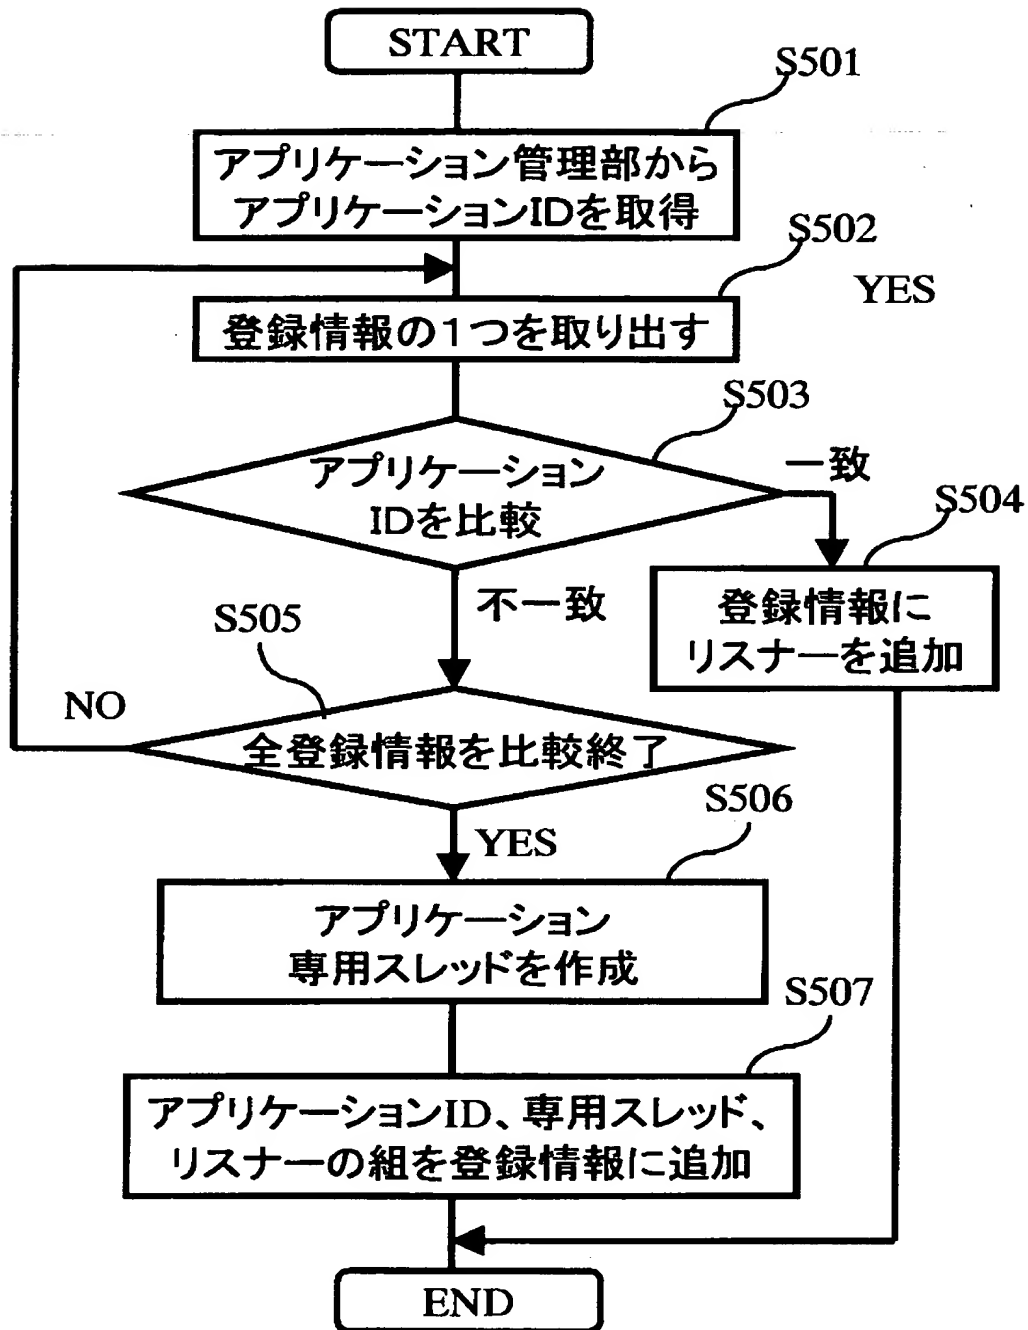 START
S501
アプリケーション管理部から
アプリケーションIDを取得
S502
YES
登録情報の1つを取り出す
S503
アプリケーション
IDを比較
一致
S504
登録情報に
リスナーを追加
不一致
S505
NO
全登録情報を比較終了
S506
YES
アプリケーション
専用スレッドを作成
S507
アプリケーションID、専用スレッド、
リスナーの組を登録情報に追加
END